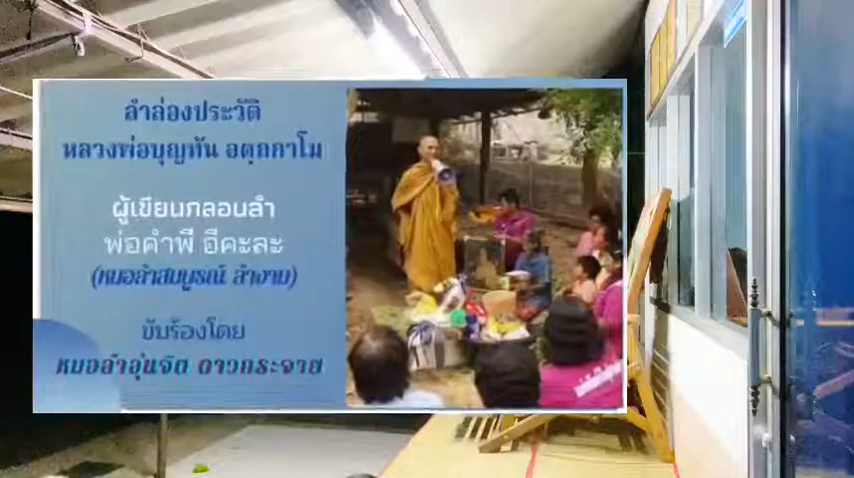 ลำล่องประวัติ
หลวงพ่อบุญทัน อตฺถกาโม
ผู้เขียนกลอนลำ
พ่อคำพี อีคะละ
(หมอลำสมบูรณ์ ลำงาม)
ขับร้องโดย
หมอลำอุ่นจิต ดาวกระจาย